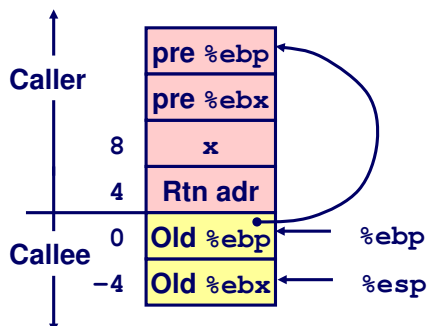 pre %ebp
Caller
pre %ebx
8 x
4 Rtn adr
0 Old %ebp %ebp
Callee
-4 Old %ebx %esp